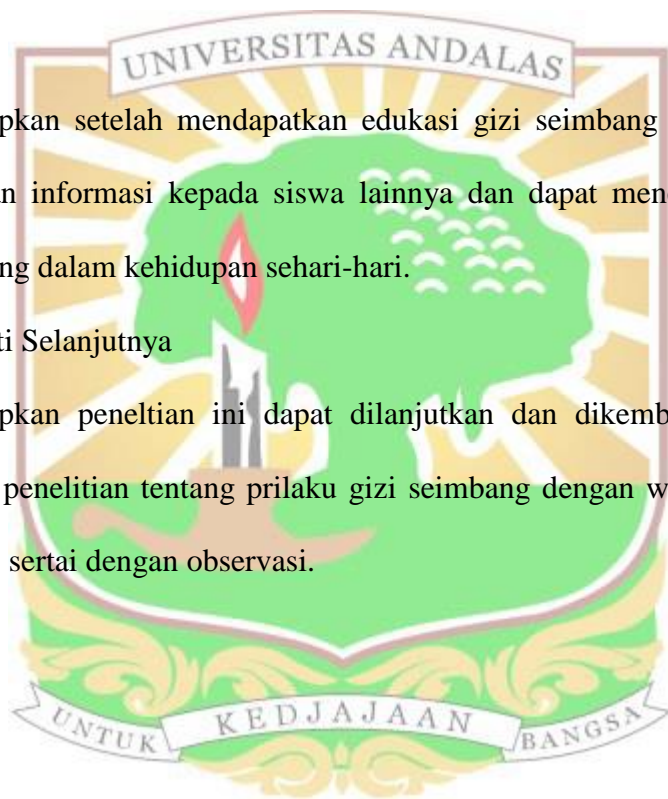 UNIVERSITAS ANDALAS
pkan setelah mendapatkan edukasi gizi seimbang
an informasi kepada siswa lainnya dan dapat men
ng dalam kehidupan sehari-hari.
ti Selanjutnya
pkan peneltian ini dapat dilanjutkan dan dikemb
penelitian tentang prilaku gizi seimbang dengan w
sertai dengan observasi.
UNTUK KEDJAJAAN BANGSA